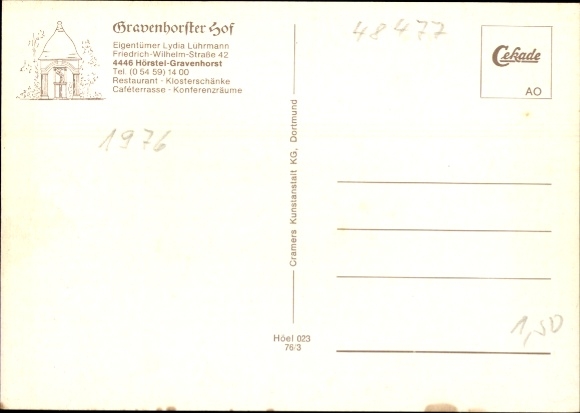 Gravenhorster Hof
Eigentümer Lydia Luhrmann
Friedrich-Wilhelm-Straße 42
4446 Hörstel-Gravenhorst
Tel. (0 54 59) 14 00
Restaurant - Klosterschänke
Caféterrasse - Konferenzräume
48477
Cekade
AO
1976
Cramers Kunstanstalt KG, Dortmund
1,50
Höel 023
76/3